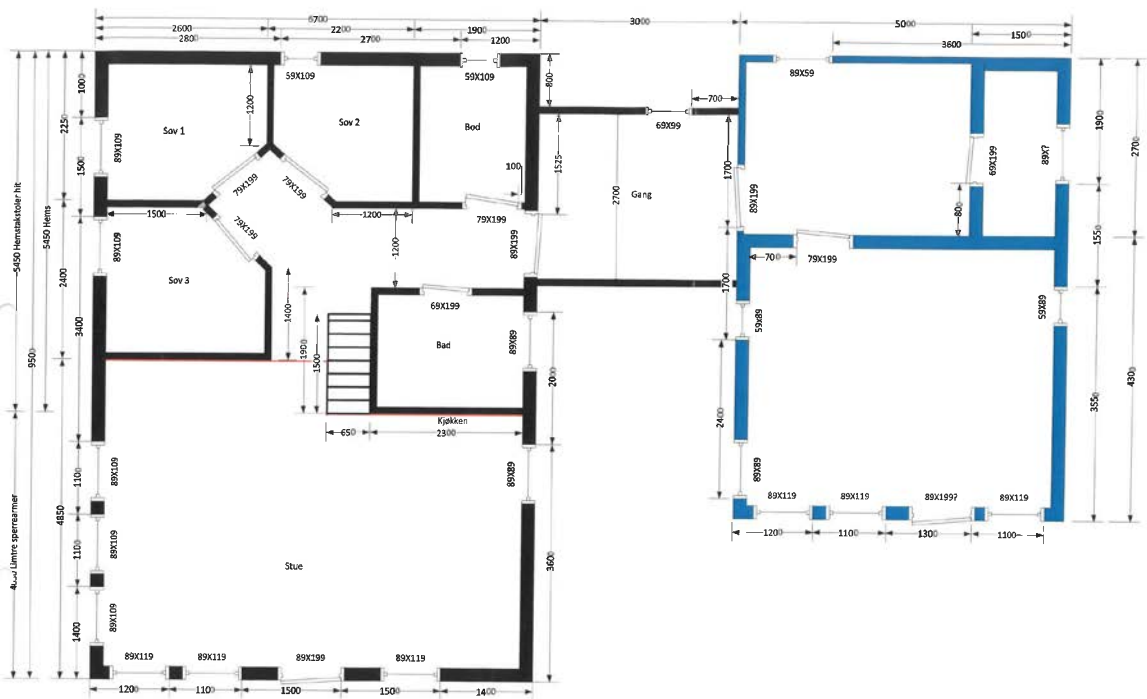 6700
3000
5000
2600
2200
1900
1500
2800
2700
1200
3600
59X109
59X109
89X59
800
700
69X99
1000
1200
Sov 1
Sov 2
Bod
1900
2700
2250
89X109
1500
79X199
79X199
100
1525
2700
Gang
1700
89X199
69X199
89X?
800
1500
1200
79X199
1200
79X199
89X199
700
79X199
1550
5450 Hemstakstoler hit
5450 Hems
2400
89X109
3400
Sov 3
1400
1900
1500
69X199
Bad
89X89
2000
1700
59x89
59X89
9500
Kjøkken
650
2300
2400
3550
4300
89X109
1100
89X89
89X89
4850
1100
89X109
Stue
3600
89X119
89X119
89X199?
89X119
1200
1100
1300
1100
Limtre sperrearmer
1400
89X109
89X119
89X119
89X199
89X119
1200
1100
1500
1500
1400